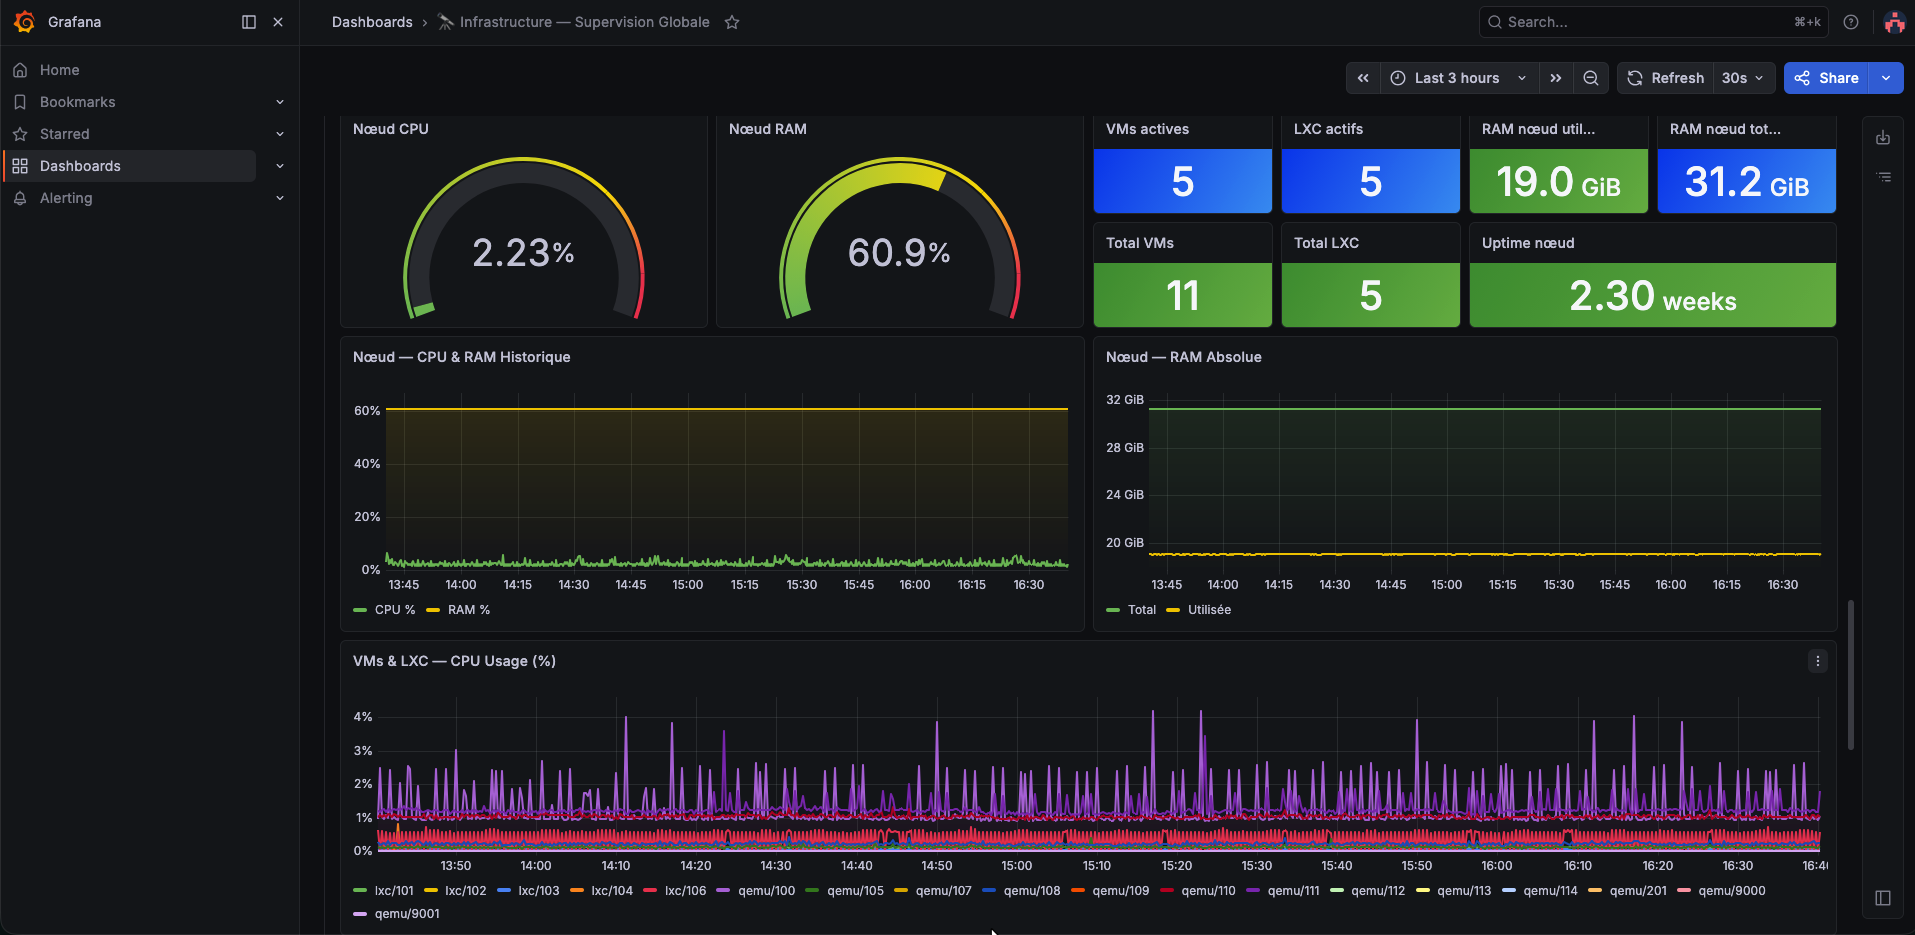 Grafana
Dashboards › Infrastructure — Supervision Globale
Search...
⌘+k
Home
Bookmarks
Starred
Dashboards
Alerting
Last 3 hours
Refresh
30s
Share
Nœud CPU
2.23%
Nœud RAM
60.9%
VMs actives
5
LXC actifs
5
RAM nœud util...
19.0 GiB
RAM nœud tot...
31.2 GiB
Total VMs
11
Total LXC
5
Uptime nœud
2.30 weeks
Nœud — CPU & RAM Historique
60%
40%
20%
0%
13:45 14:00 14:15 14:30 14:45 15:00 15:15 15:30 15:45 16:00 16:15 16:30
CPU % RAM %
Nœud — RAM Absolue
32 GiB
28 GiB
24 GiB
20 GiB
13:45 14:00 14:15 14:30 14:45 15:00 15:15 15:30 15:45 16:00 16:15 16:30
Total Utilisée
VMs & LXC — CPU Usage (%)
4%
3%
2%
1%
0%
13:50 14:00 14:10 14:20 14:30 14:40 14:50 15:00 15:10 15:20 15:30 15:40 15:50 16:00 16:10 16:20 16:30 16:40
lxc/101 lxc/102 lxc/103 lxc/104 lxc/106 qemu/100 qemu/105 qemu/107 qemu/108 qemu/109 qemu/110 qemu/111 qemu/112 qemu/113 qemu/114 qemu/201 qemu/9000
qemu/9001